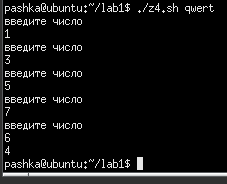 pashka@ubuntu:~/lab1$ ./z4.sh qwert
введите число
1
введите число
3
введите число
5
введите число
7
введите число
6
4
pashka@ubuntu:~/lab1$